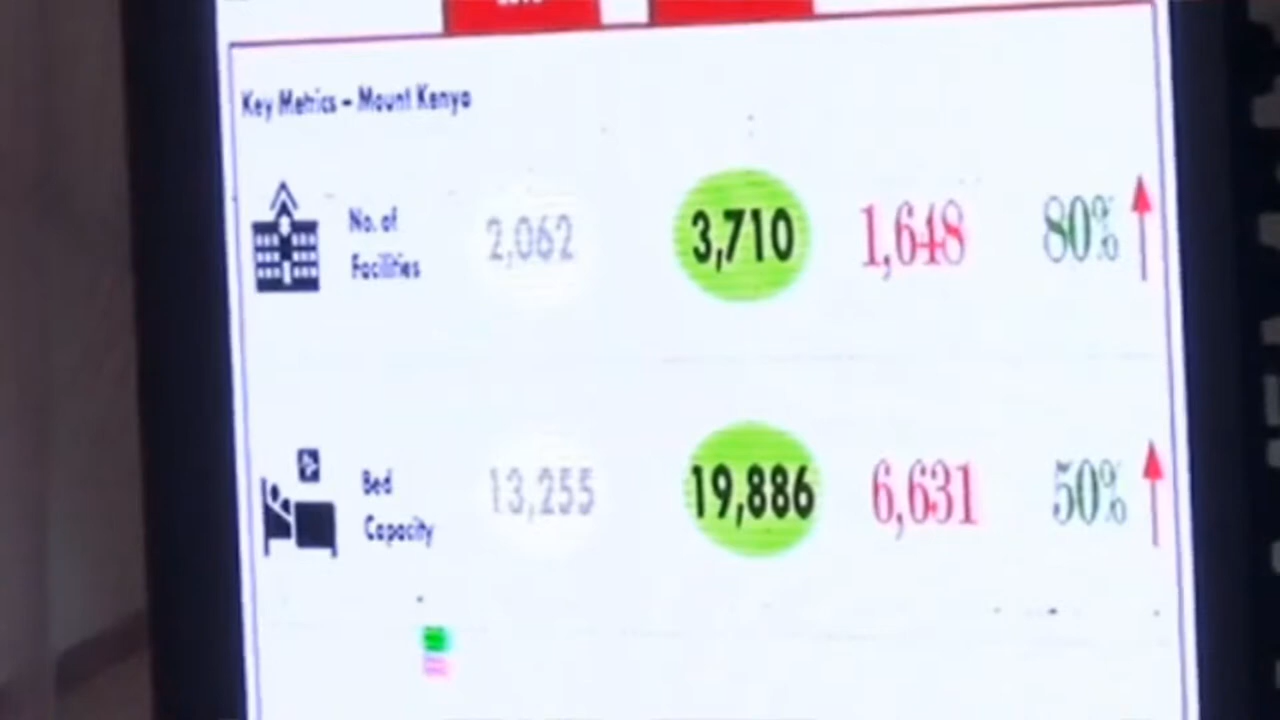 Key Metrics – Mount Kenya
No. of
Facilities
2,062
3,710
1,648
80%
Bed
Capacity
13,255
19,886
6,631
50%